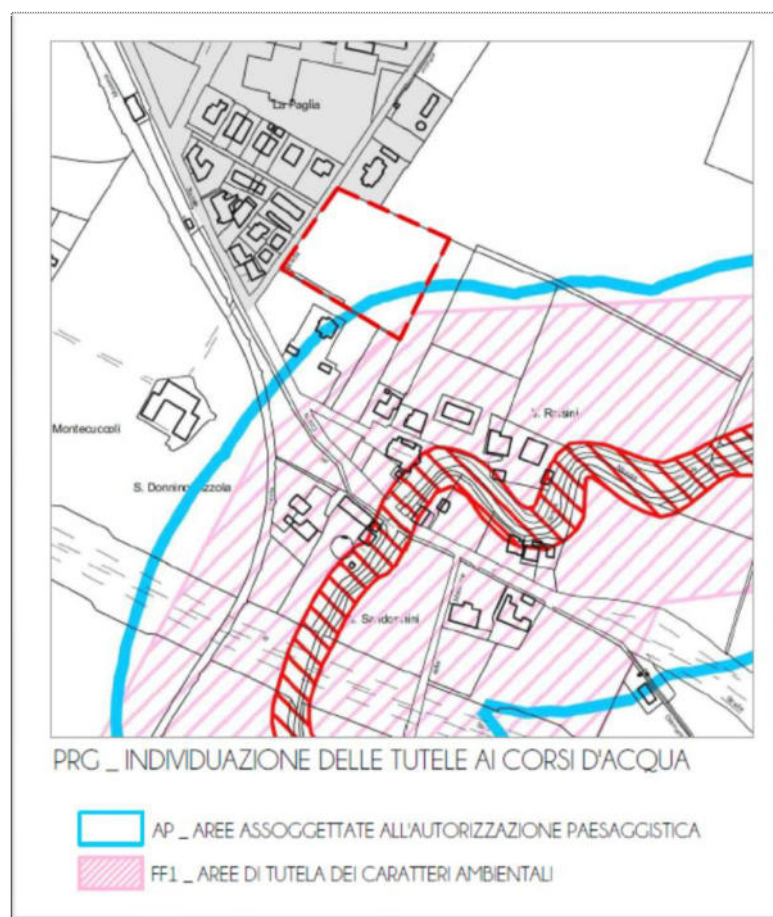 La Paglia
Montecuccoli
S. Donnino
PRG _ INDIVIDUAZIONE DELLE TUTELE AI CORSI D'ACQUA
AP _ AREE ASSOGGETTATE ALL'AUTORIZZAZIONE PAESAGGISTICA
FF1 _ AREE DI TUTELA DEI CARATTERI AMBIENTALI